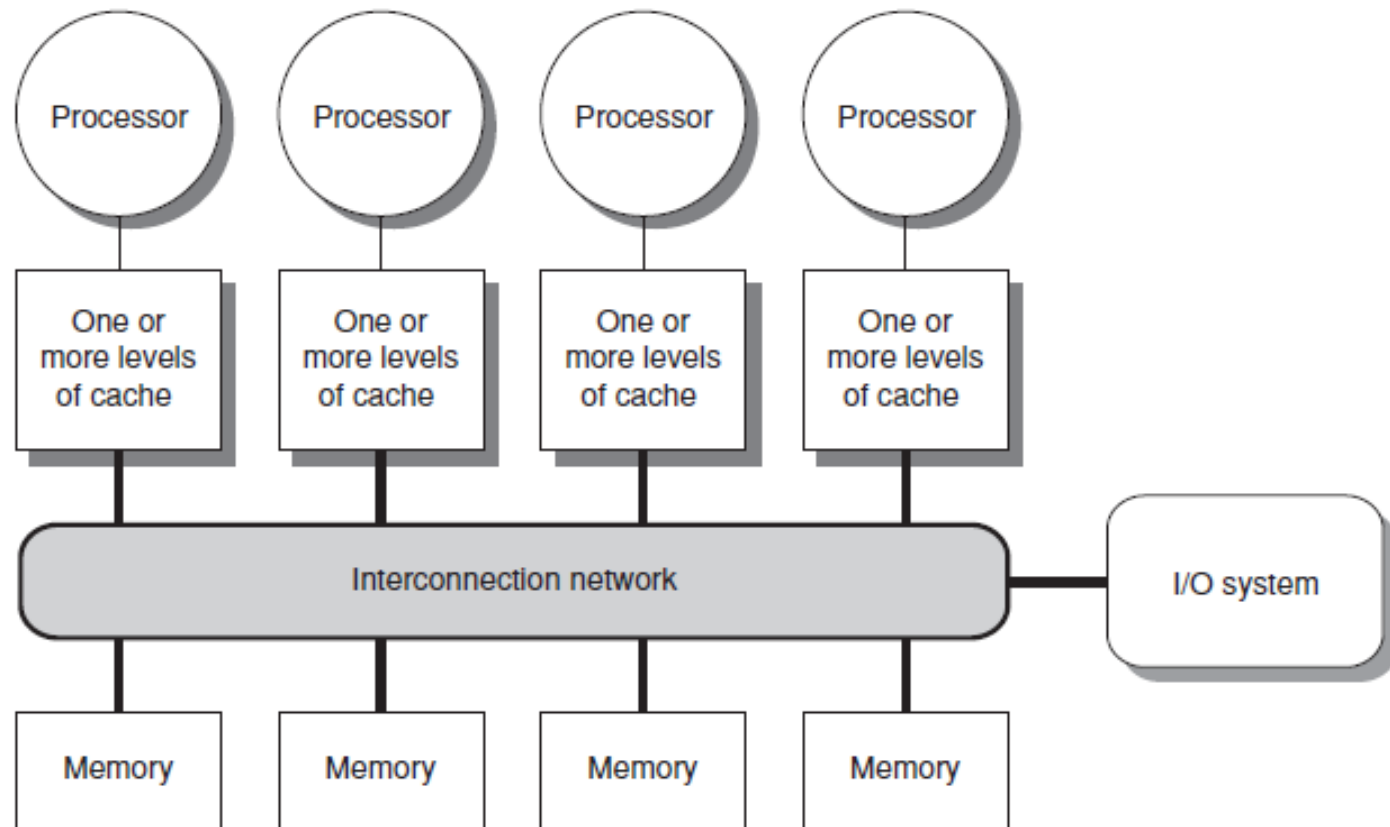 Processor
Processor
Processor
Processor
One or
more levels
of cache
One or
more levels
of cache
One or
more levels
of cache
One or
more levels
of cache
Interconnection network
I/O system
Memory
Memory
Memory
Memory